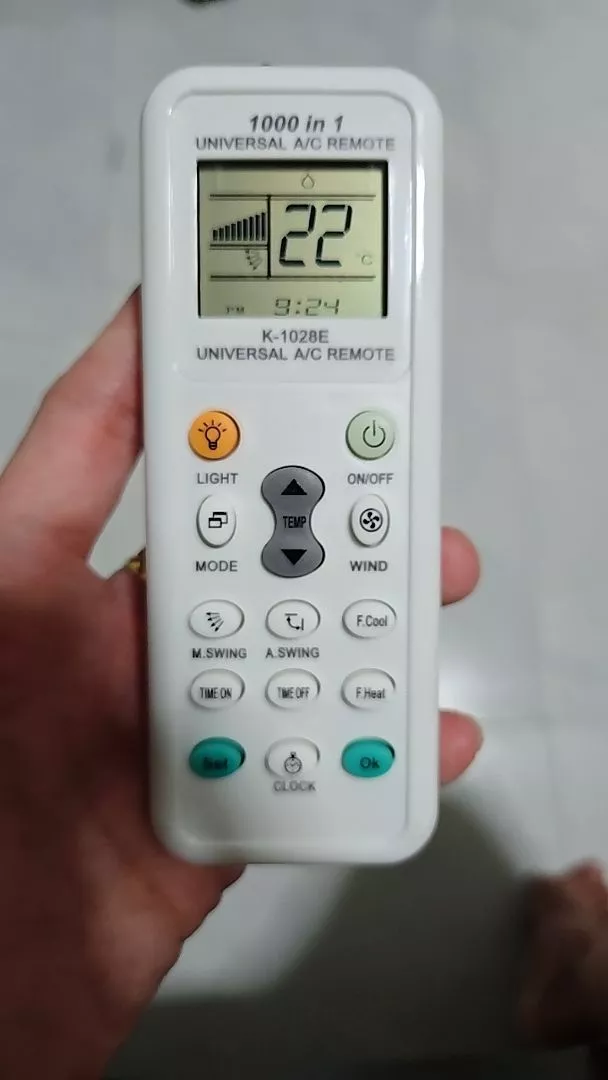 1000 in 1
UNIVERSAL A/C REMOTE
22 °C
PM 9:24
K-1028E
UNIVERSAL A/C REMOTE
LIGHT
ON/OFF
TEMP
MODE
WIND
F.Cool
M.SWING
A.SWING
TIME ON
TIME OFF
F.Heat
Set
Ok
CLOCK